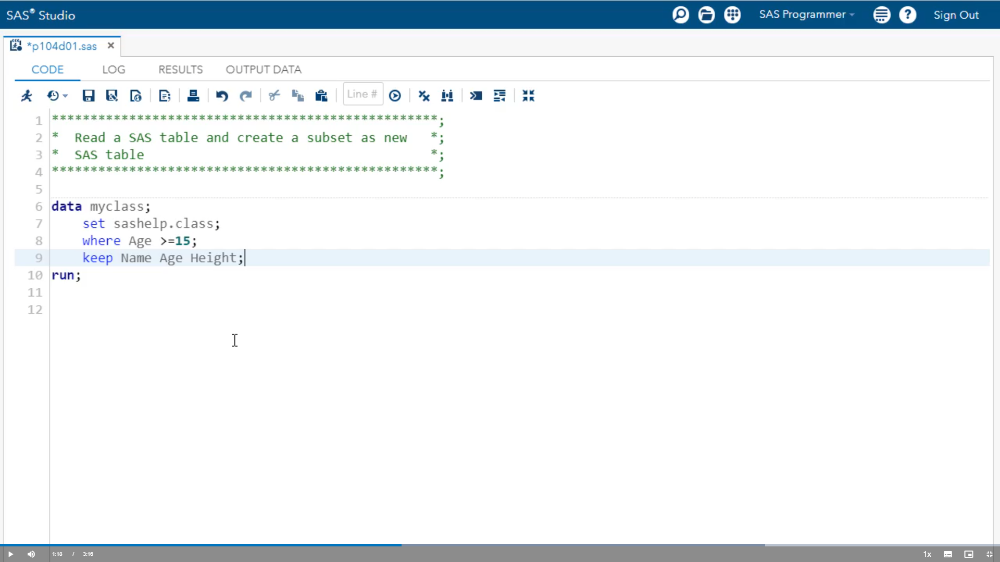 SAS® Studio
SAS Programmer
Sign Out
*p104d01.sas
CODE LOG RESULTS OUTPUT DATA
Line #
1 **************************************************;
2 *  Read a SAS table and create a subset as new   *;
3 *  SAS table                                     *;
4 **************************************************;
5
6 data myclass;
7     set sashelp.class;
8     where Age >=15;
9     keep Name Age Height;
10 run;
11
12
1:18 / 3:16
1x